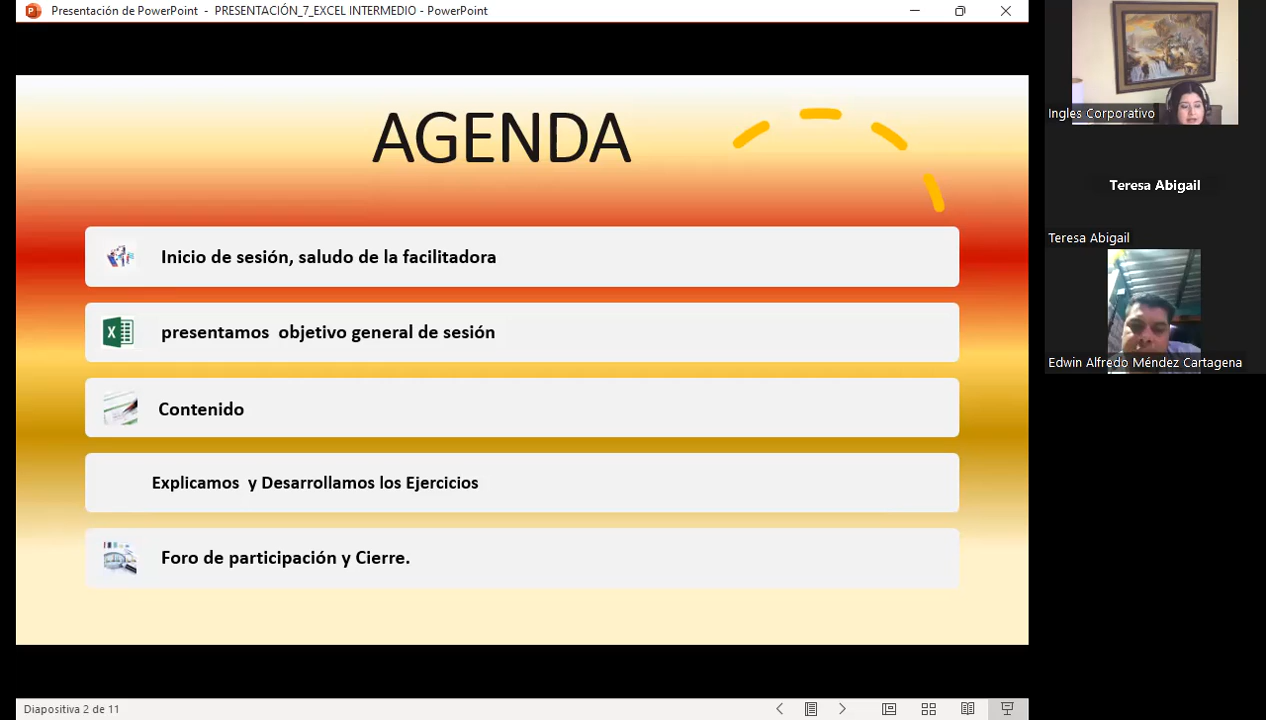 Presentación de PowerPoint - PRESENTACIÓN_7_EXCEL INTERMEDIO - PowerPoint
AGENDA
Inicio de sesión, saludo de la facilitadora
presentamos objetivo general de sesión
Contenido
Explicamos y Desarrollamos los Ejercicios
Foro de participación y Cierre.
Diapositiva 2 de 11
Ingles Corporativo
Teresa Abigail
Teresa Abigail
Edwin Alfredo Méndez Cartagena